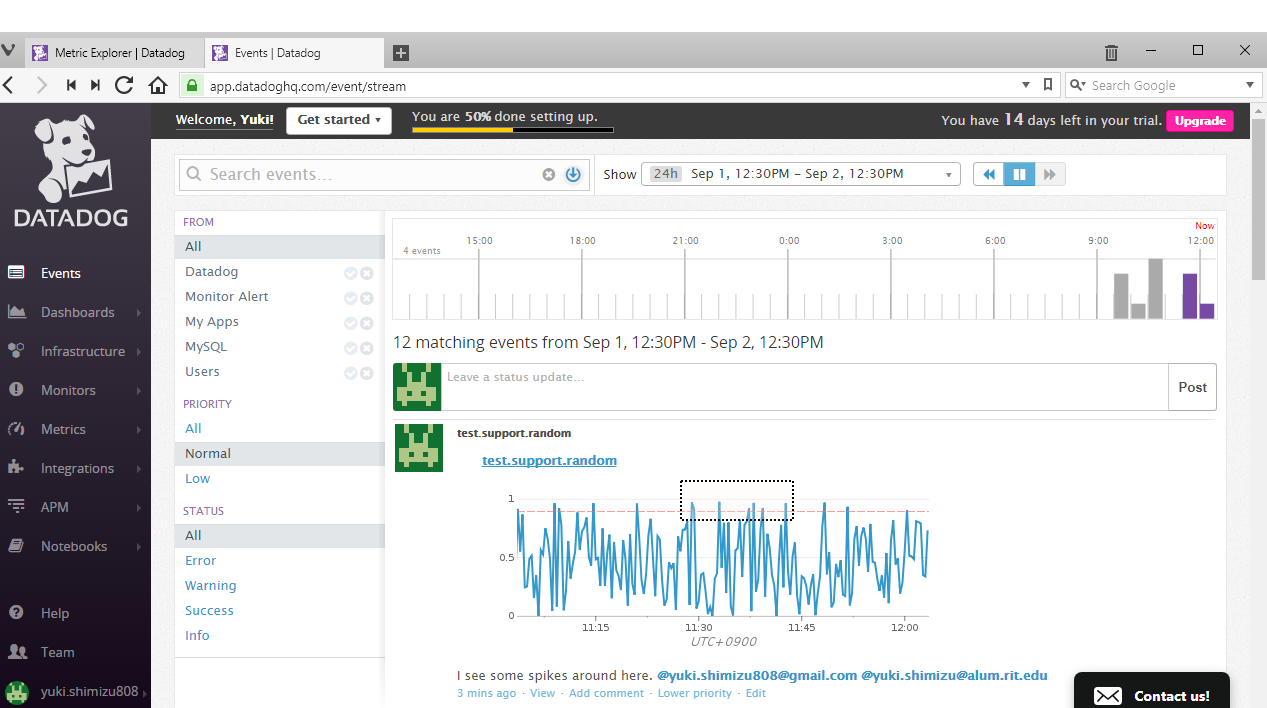 Metric Explorer | Datadog
Events | Datadog
app.datadoghq.com/event/stream
Search Google
DATADOG
Events
Dashboards
Infrastructure
Monitors
Metrics
Integrations
APM
Notebooks
Help
Team
yuki.shimizu808
Welcome, Yuki!
Get started
You are 50% done setting up.
You have 14 days left in your trial.
Upgrade
Search events...
Show
24h Sep 1, 12:30PM – Sep 2, 12:30PM
FROM
All
Datadog
Monitor Alert
My Apps
MySQL
Users
PRIORITY
All
Normal
Low
STATUS
All
Error
Warning
Success
Info
Now
15:00 18:00 21:00 0:00 3:00 6:00 9:00 12:00
4 events
12 matching events from Sep 1, 12:30PM - Sep 2, 12:30PM
Leave a status update...
Post
test.support.random
test.support.random
1
0.5
0
11:15 11:30 11:45 12:00
UTC+0900
I see some spikes around here. @yuki.shimizu808@gmail.com @yuki.shimizu@alum.rit.edu
3 mins ago · View · Add comment · Lower priority · Edit
Contact us!